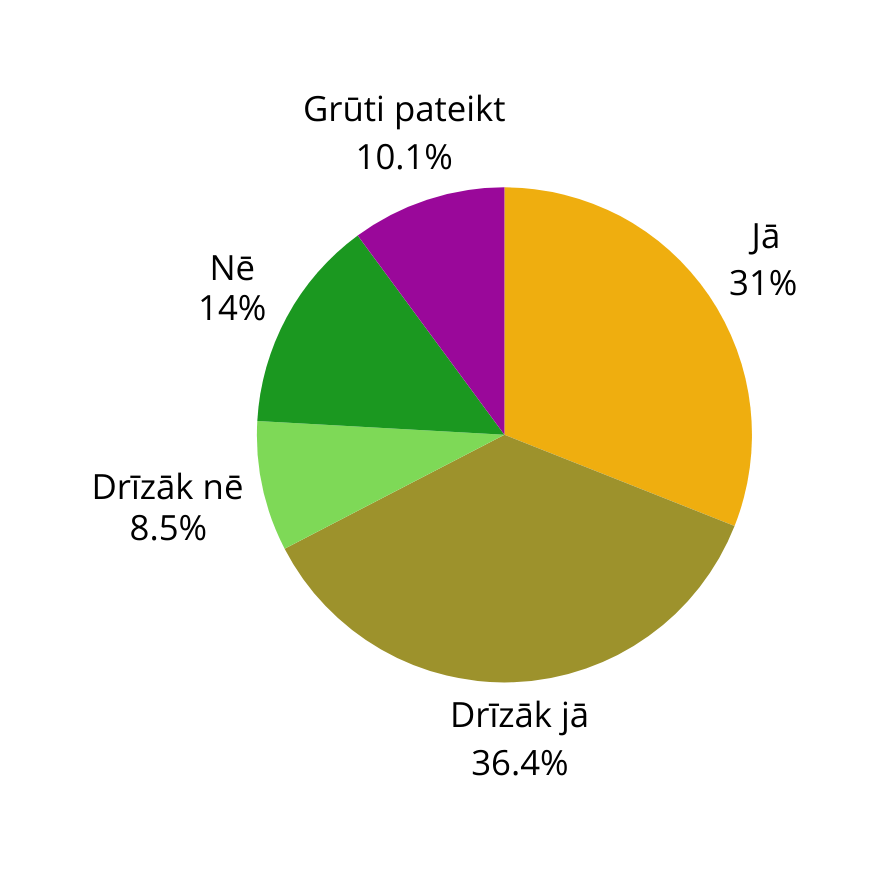 Grūti pateikt
10.1%
Jā
31%
Nē
14%
Drīzāk nē
8.5%
Drīzāk jā
36.4%